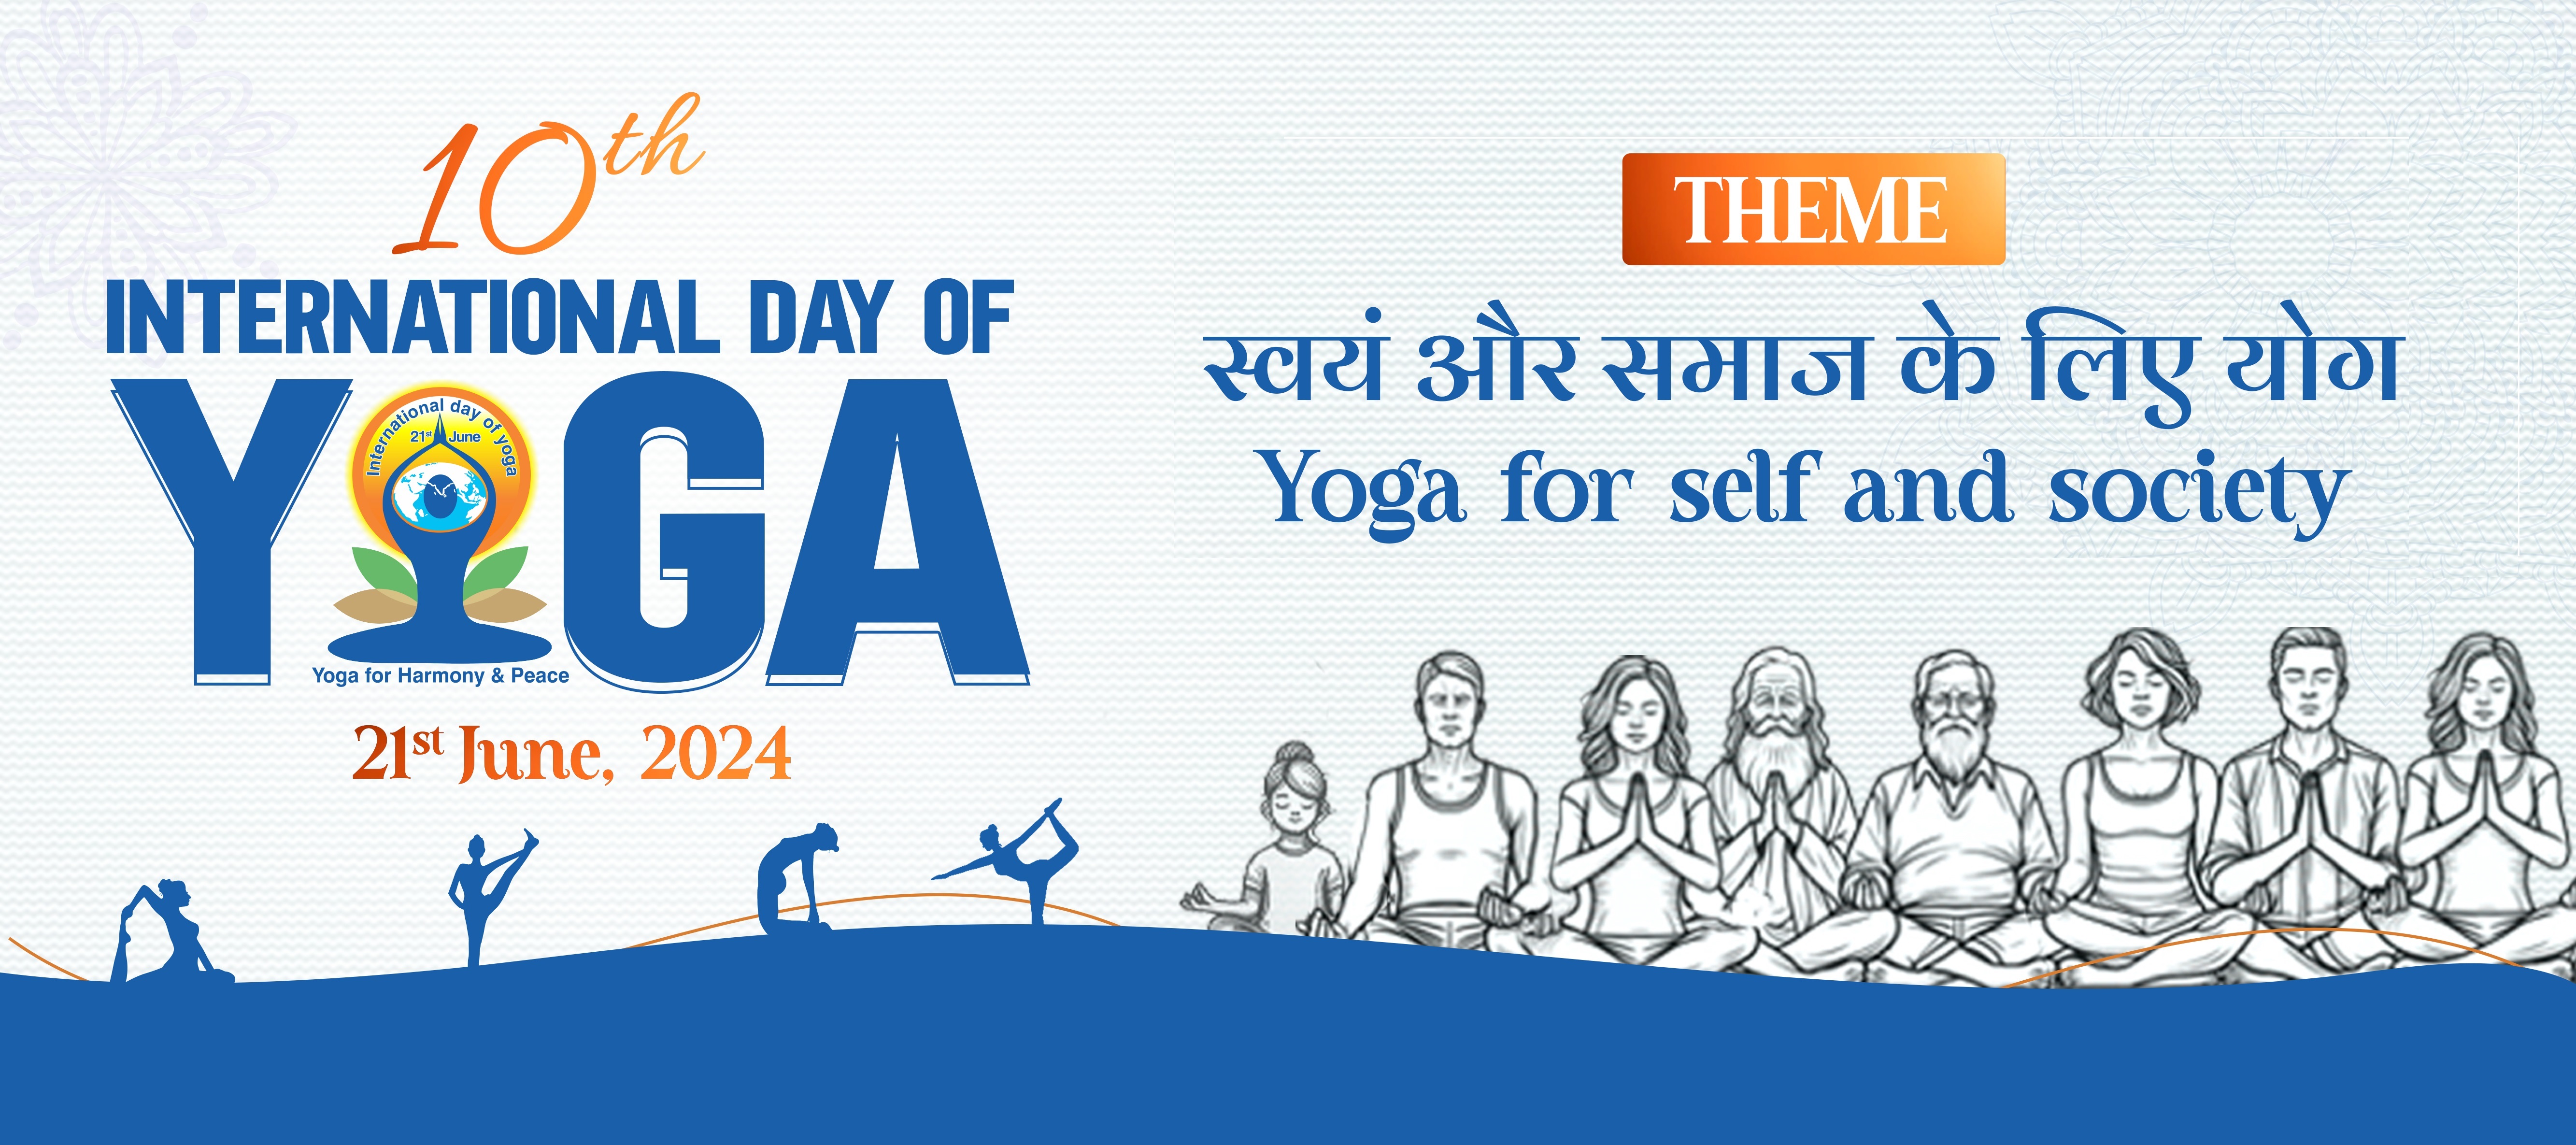 10th
INTERNATIONAL DAY OF
YOGA
International day of yoga
21st June
Yoga for Harmony & Peace
21st June, 2024
THEME
स्वयं और समाज के लिए योग
Yoga for self and society